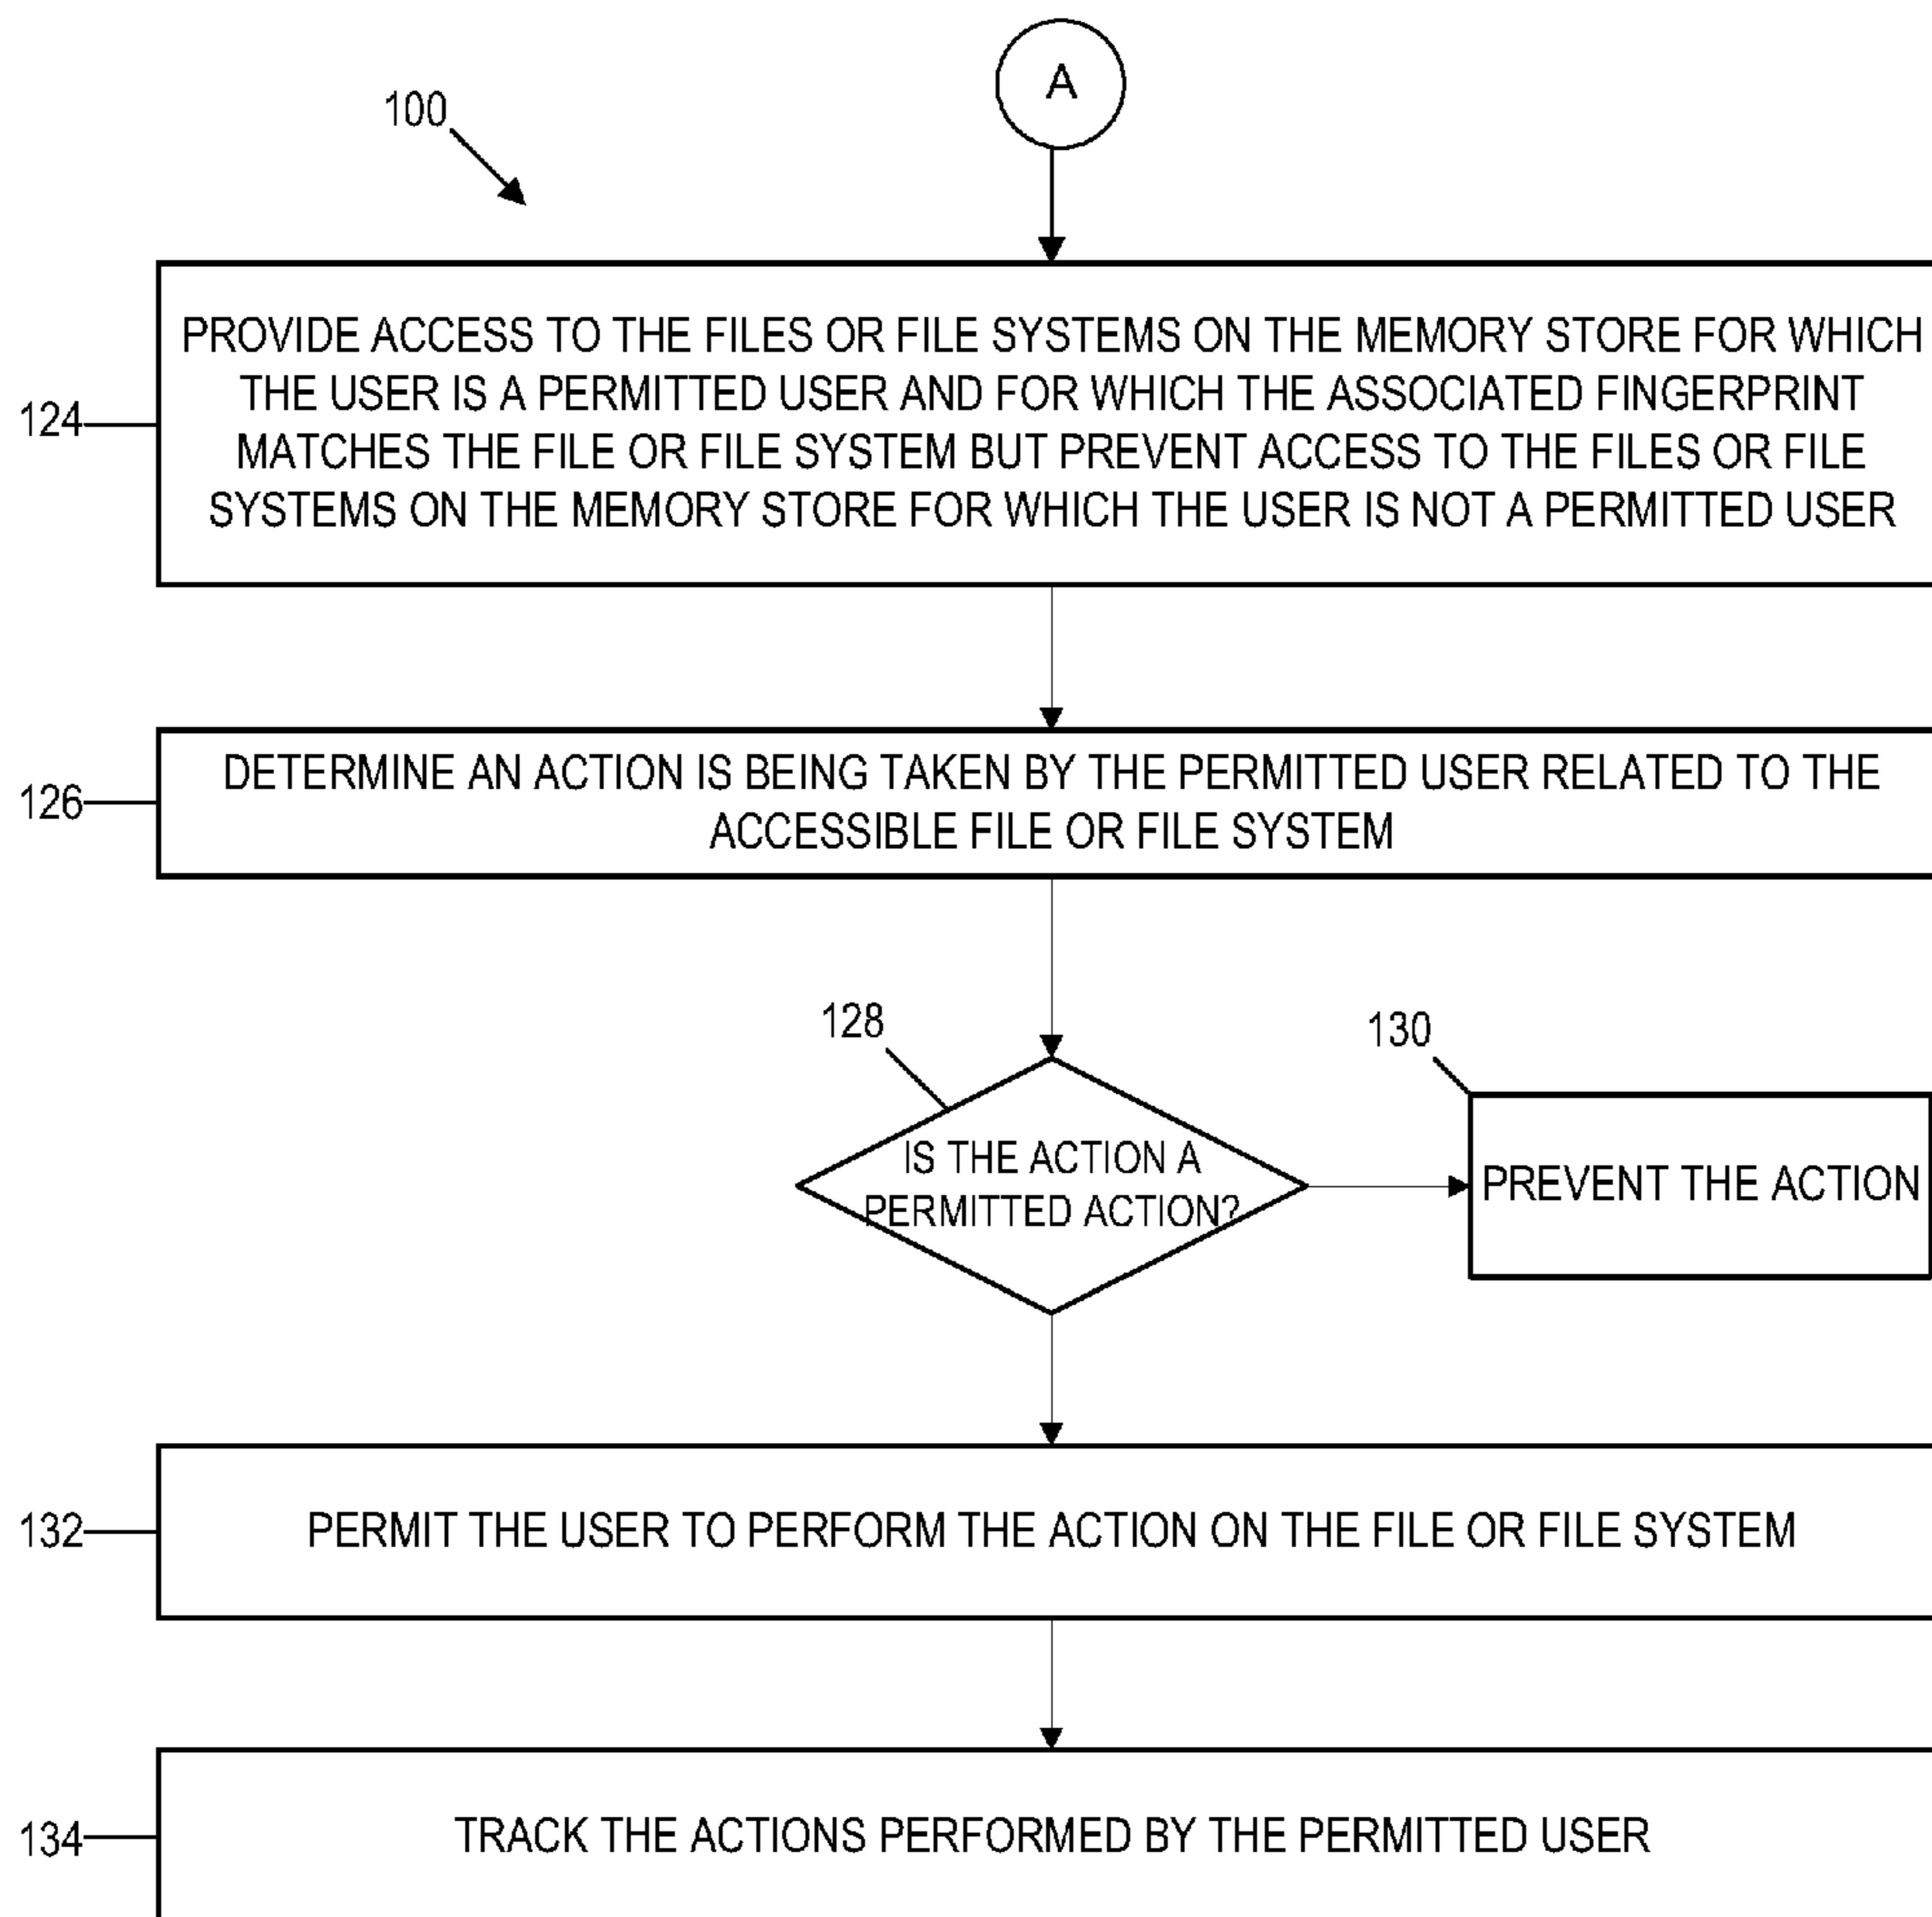 A
100
PROVIDE ACCESS TO THE FILES OR FILE SYSTEMS ON THE MEMORY STORE FOR WHICH
THE USER IS A PERMITTED USER AND FOR WHICH THE ASSOCIATED FINGERPRINT
MATCHES THE FILE OR FILE SYSTEM BUT PREVENT ACCESS TO THE FILES OR FILE
SYSTEMS ON THE MEMORY STORE FOR WHICH THE USER IS NOT A PERMITTED USER
124
DETERMINE AN ACTION IS BEING TAKEN BY THE PERMITTED USER RELATED TO THE
ACCESSIBLE FILE OR FILE SYSTEM
126
128
IS THE ACTION A
PERMITTED ACTION?
130
PREVENT THE ACTION
132
PERMIT THE USER TO PERFORM THE ACTION ON THE FILE OR FILE SYSTEM
134
TRACK THE ACTIONS PERFORMED BY THE PERMITTED USER